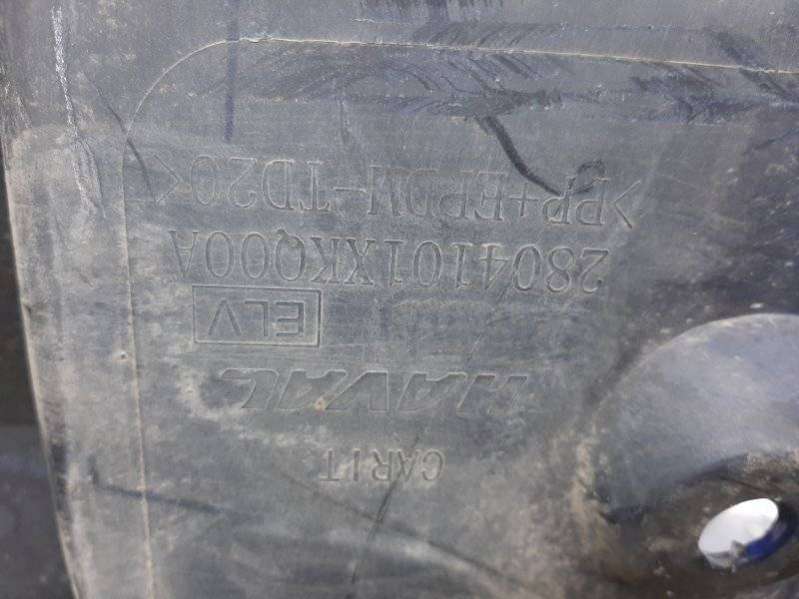 CARIT
HAVAL
ELV
2804101XKQ00A
>PP+EPDM-TD20<